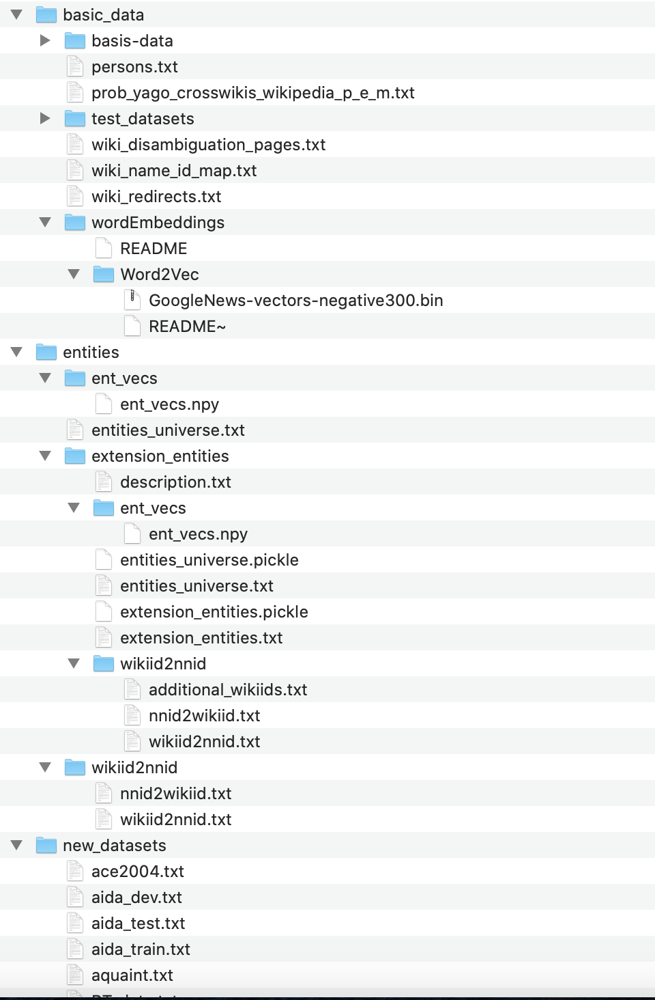 basic_data
basis-data
persons.txt
prob_yago_crosswikis_wikipedia_p_e_m.txt
test_datasets
wiki_disambiguation_pages.txt
wiki_name_id_map.txt
wiki_redirects.txt
wordEmbeddings
README
Word2Vec
GoogleNews-vectors-negative300.bin
README~
entities
ent_vecs
ent_vecs.npy
entities_universe.txt
extension_entities
description.txt
ent_vecs
ent_vecs.npy
entities_universe.pickle
entities_universe.txt
extension_entities.pickle
extension_entities.txt
wikiid2nnid
additional_wikiids.txt
nnid2wikiid.txt
wikiid2nnid.txt
wikiid2nnid
nnid2wikiid.txt
wikiid2nnid.txt
new_datasets
ace2004.txt
aida_dev.txt
aida_test.txt
aida_train.txt
aquaint.txt